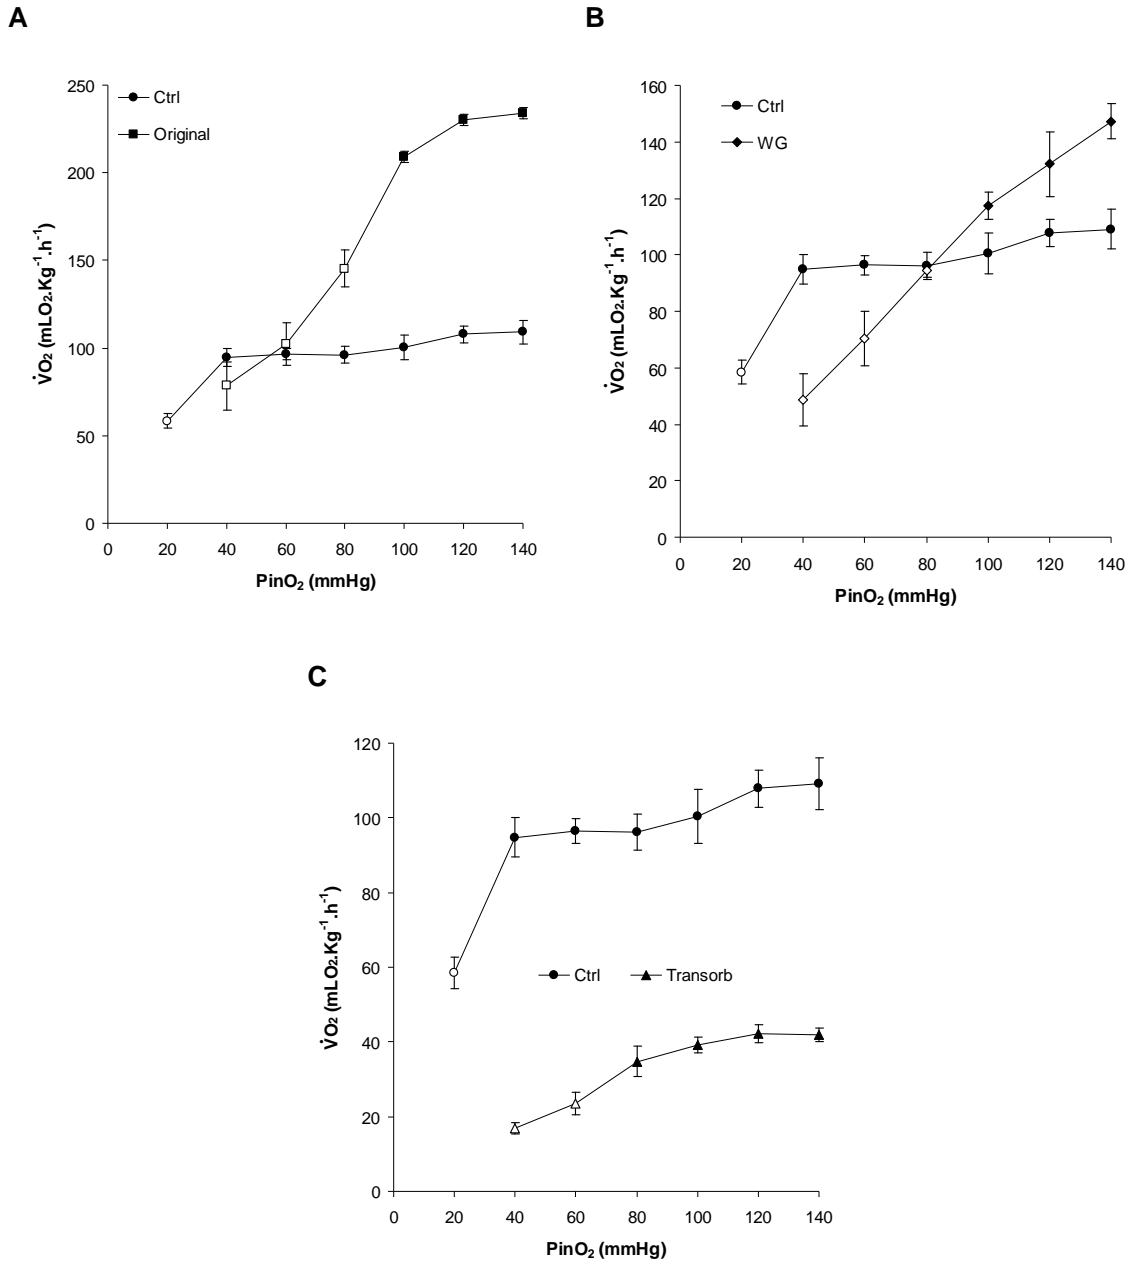 A
250
200
150
100
50
0
0 20 40 60 80 100 120 140
V̇O₂ (mLO₂.Kg⁻¹.h⁻¹)
PinO₂ (mmHg)
Ctrl
Original
B
160
140
120
100
80
60
40
20
0
0 20 40 60 80 100 120 140
V̇O₂ (mLO₂.Kg⁻¹.h⁻¹)
PinO₂ (mmHg)
Ctrl
WG
C
120
100
80
60
40
20
0
0 20 40 60 80 100 120 140
V̇O₂ (mLO₂.Kg⁻¹.h⁻¹)
PinO₂ (mmHg)
Ctrl Transorb